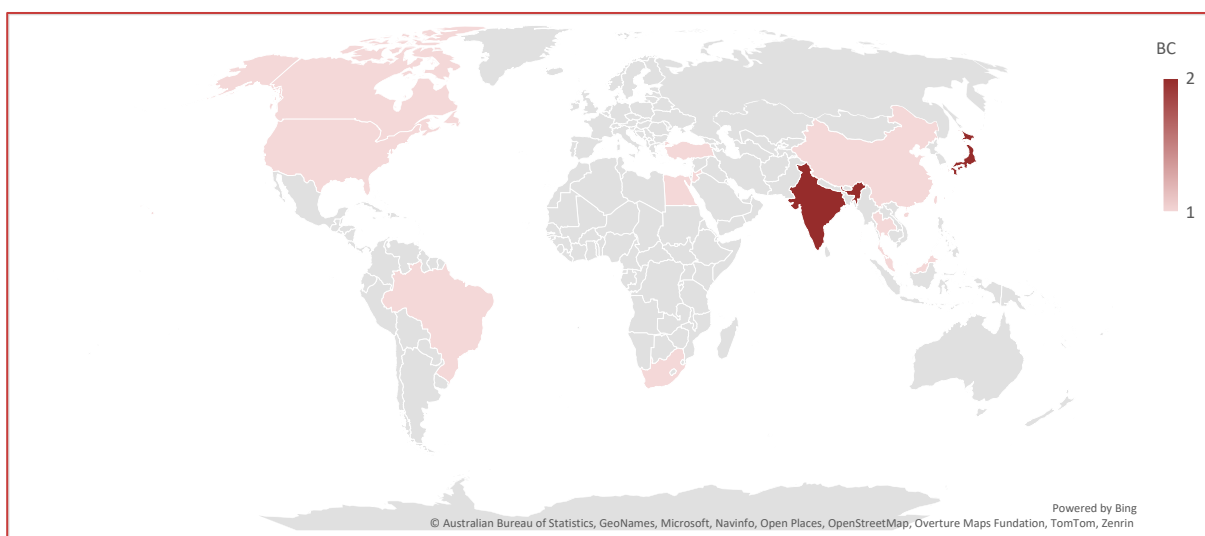 BC
2
1
Powered by Bing
© Australian Bureau of Statistics, GeoNames, Microsoft, Navinfo, Open Places, OpenStreetMap, Overture Maps Fundation, TomTom, Zenrin